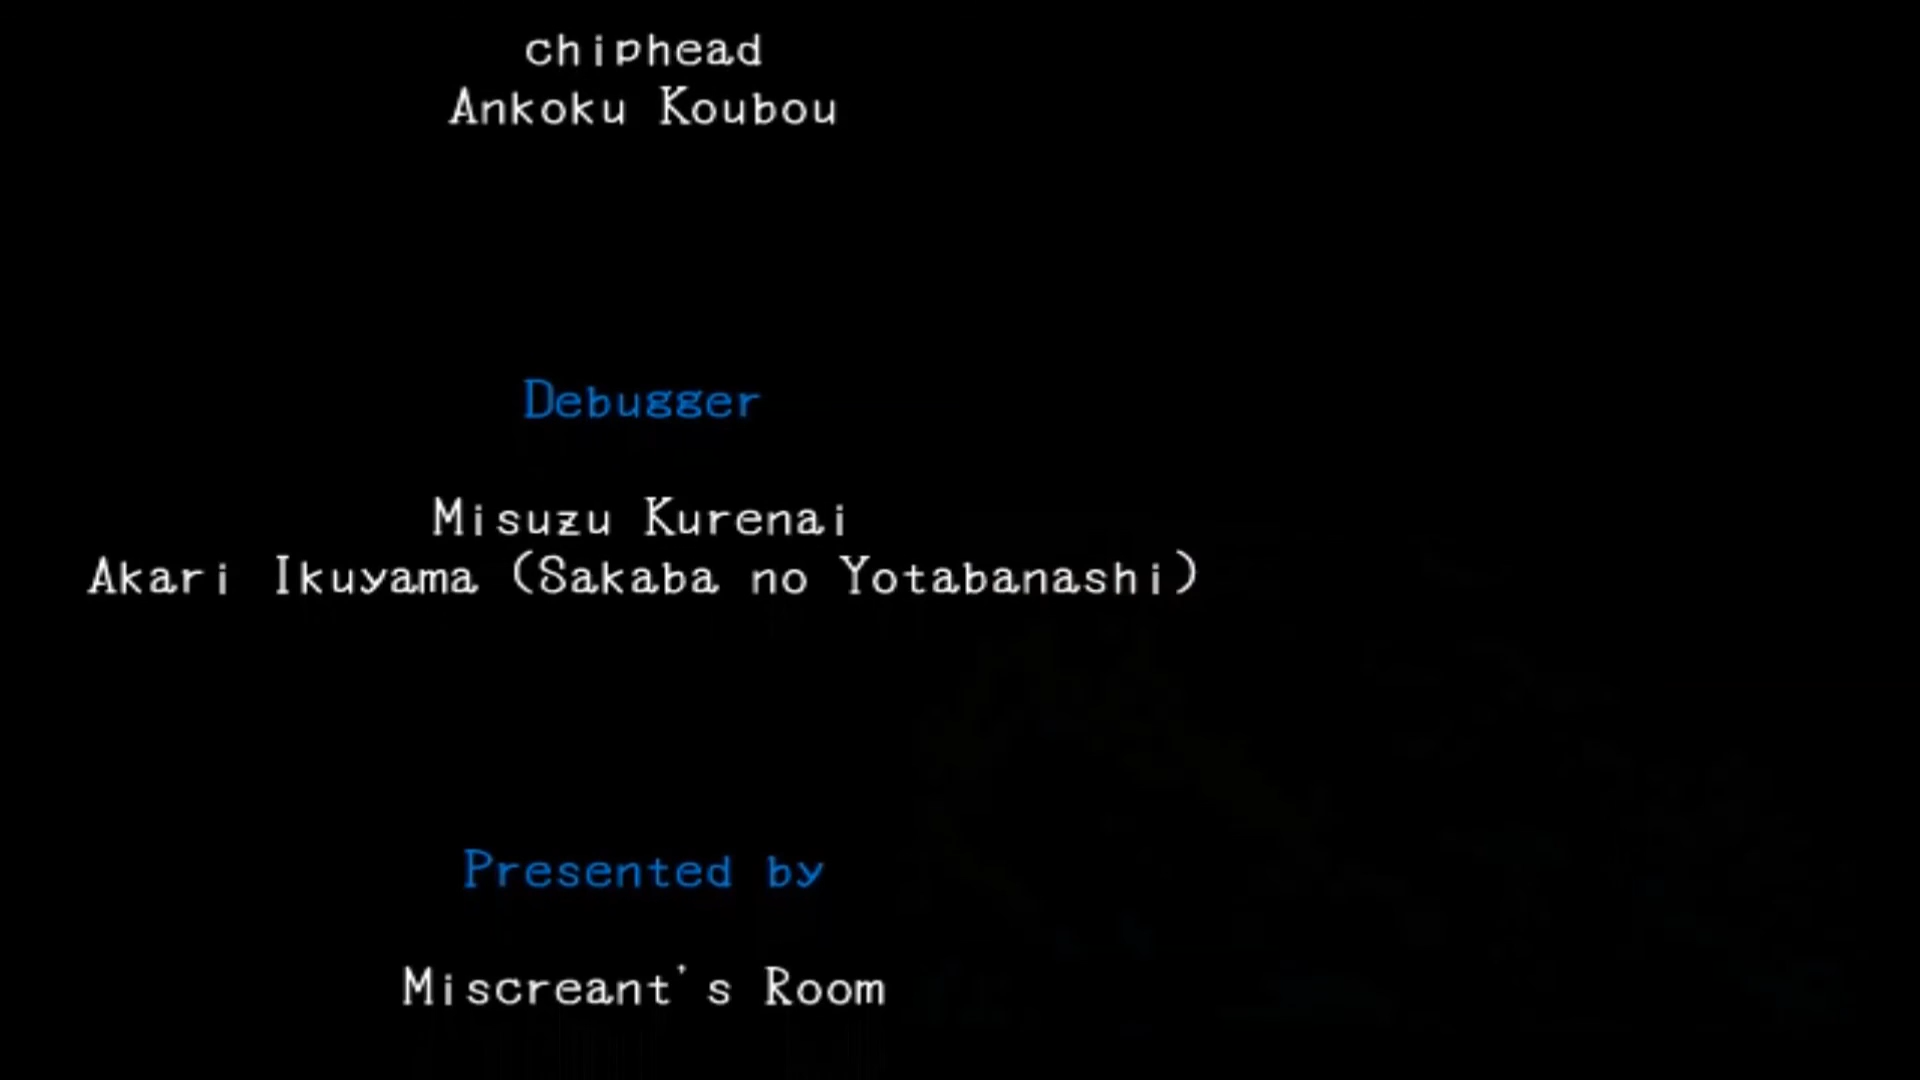 chiphead
Ankoku Koubou
Debugger
Misuzu Kurenai
Akari Ikuyama (Sakaba no Yotabanashi)
Presented by
Miscreant's Room